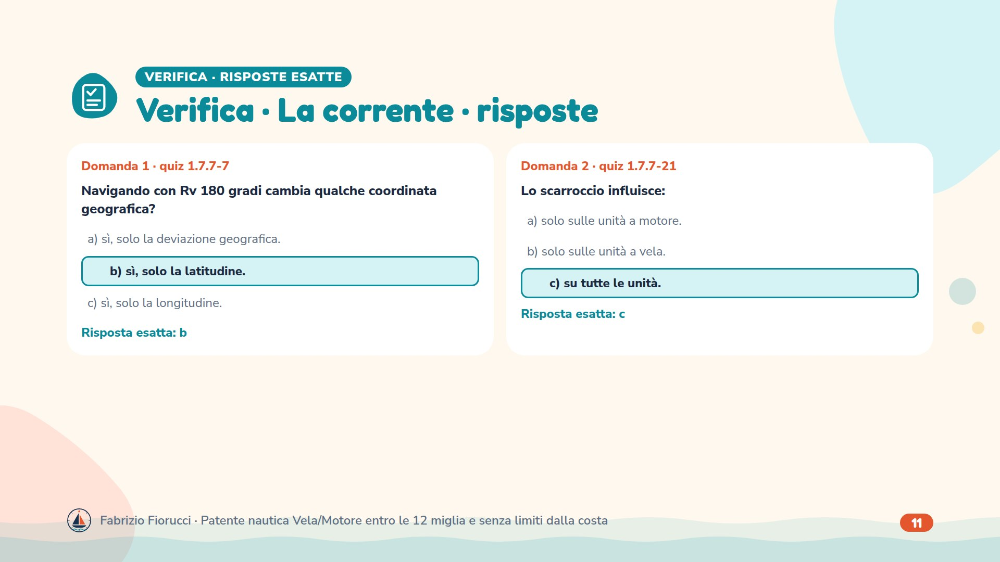 VERIFICA · RISPOSTE ESATTE
Verifica · La corrente · risposte
Domanda 1 · quiz 1.7.7-7
Navigando con Rv 180 gradi cambia qualche coordinata
geografica?
a) sì, solo la deviazione geografica.
b) sì, solo la latitudine.
c) sì, solo la longitudine.
Risposta esatta: b
Domanda 2 · quiz 1.7.7-21
Lo scarroccio influisce:
a) solo sulle unità a motore.
b) solo sulle unità a vela.
c) su tutte le unità.
Risposta esatta: c
Fabrizio Fiorucci · Patente nautica Vela/Motore entro le 12 miglia e senza limiti dalla costa
11